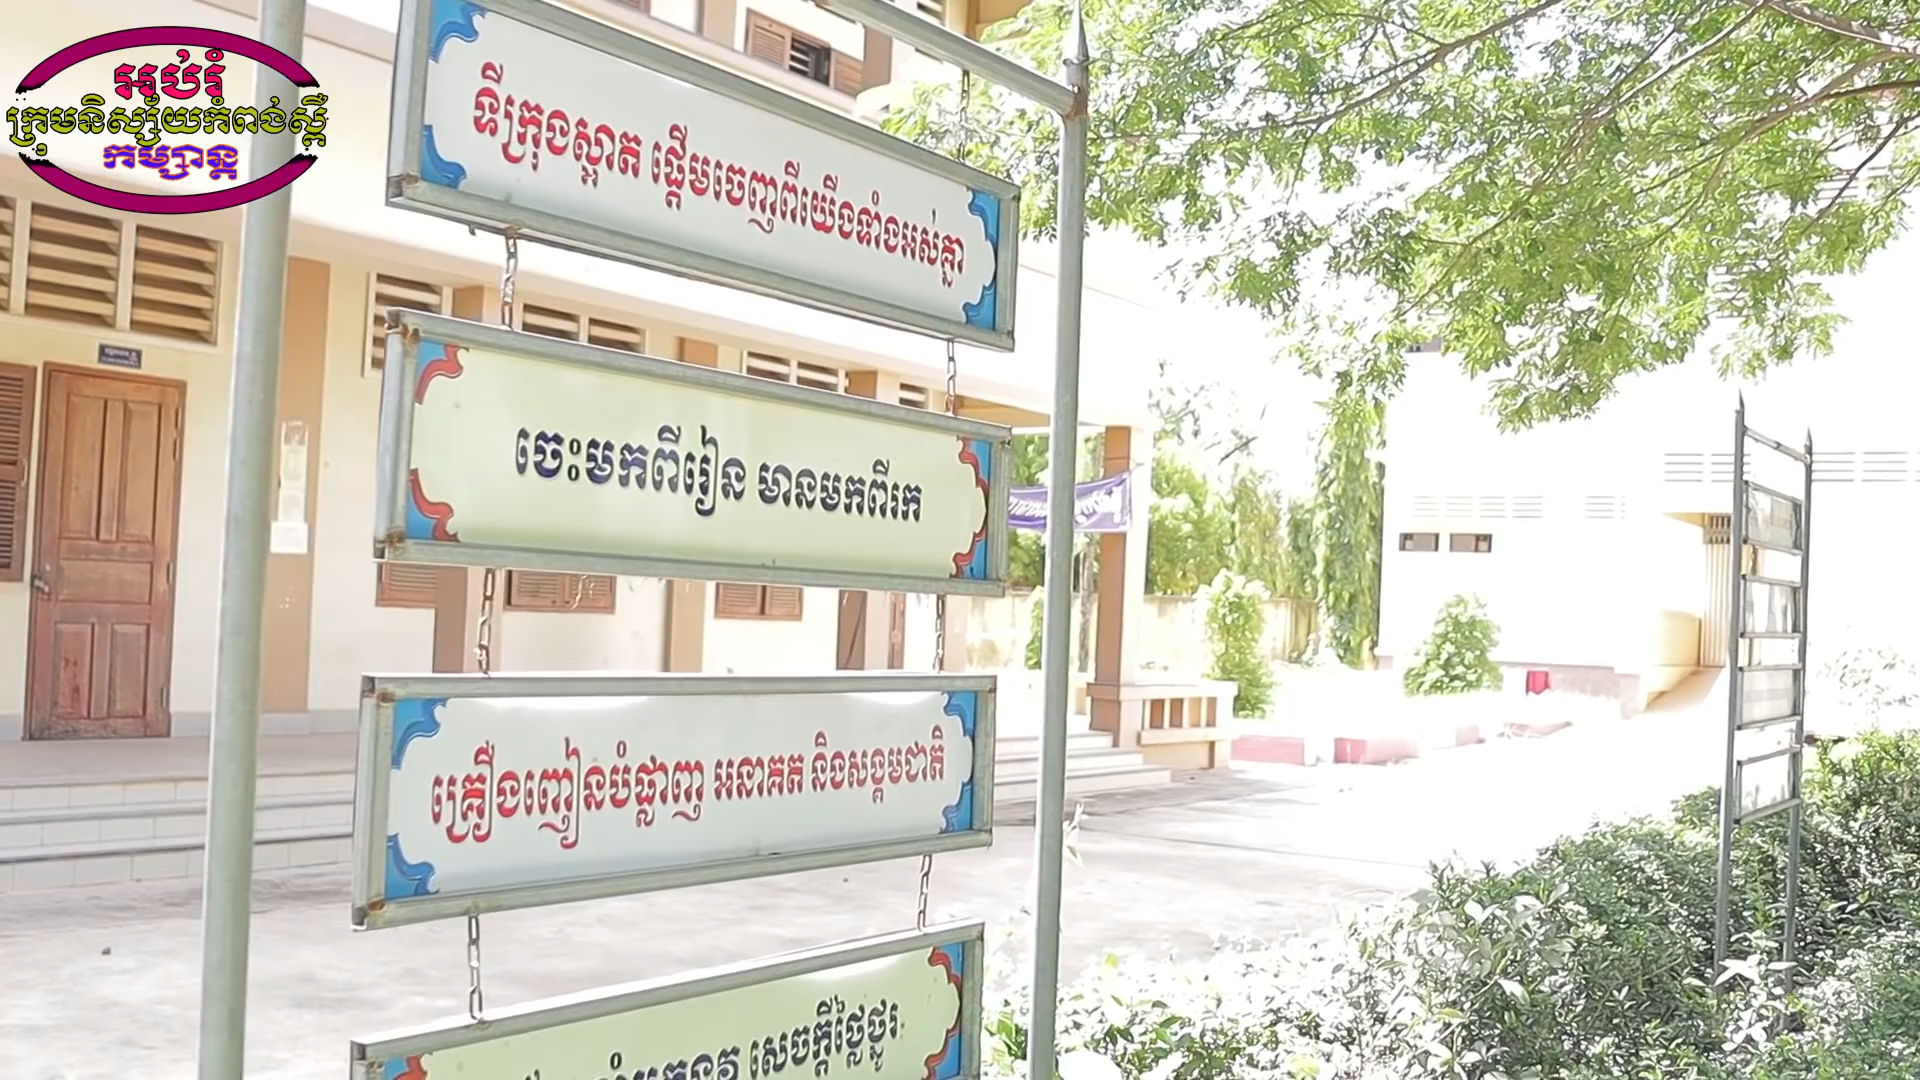 អប់រំ
ក្រុមនិស្ស័យកំពង់ស្ពឺ
កម្សាន្ត
ទីក្រុងស្អាត ផ្ដើមចេញពីយើងទាំងអស់គ្នា
ចេះមកពីរៀន មានមកពីរក
គ្រឿងញៀនបំផ្លាញ អនាគត និងសង្គមជាតិ
សេចក្ដីថ្លៃថ្នូរ